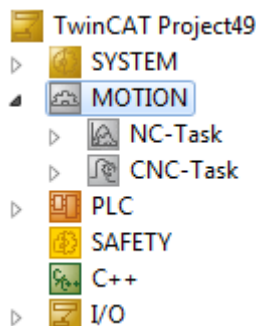 TwinCAT Project49
SYSTEM
MOTION
NC-Task
CNC-Task
PLC
SAFETY
C++
I/O